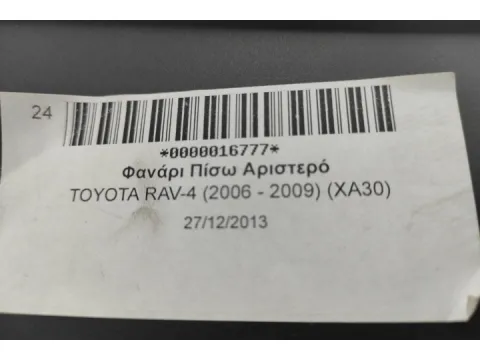 24
*0000016777*
Φανάρι Πίσω Αριστερό
TOYOTA RAV-4 (2006 - 2009) (XA30)
27/12/2013